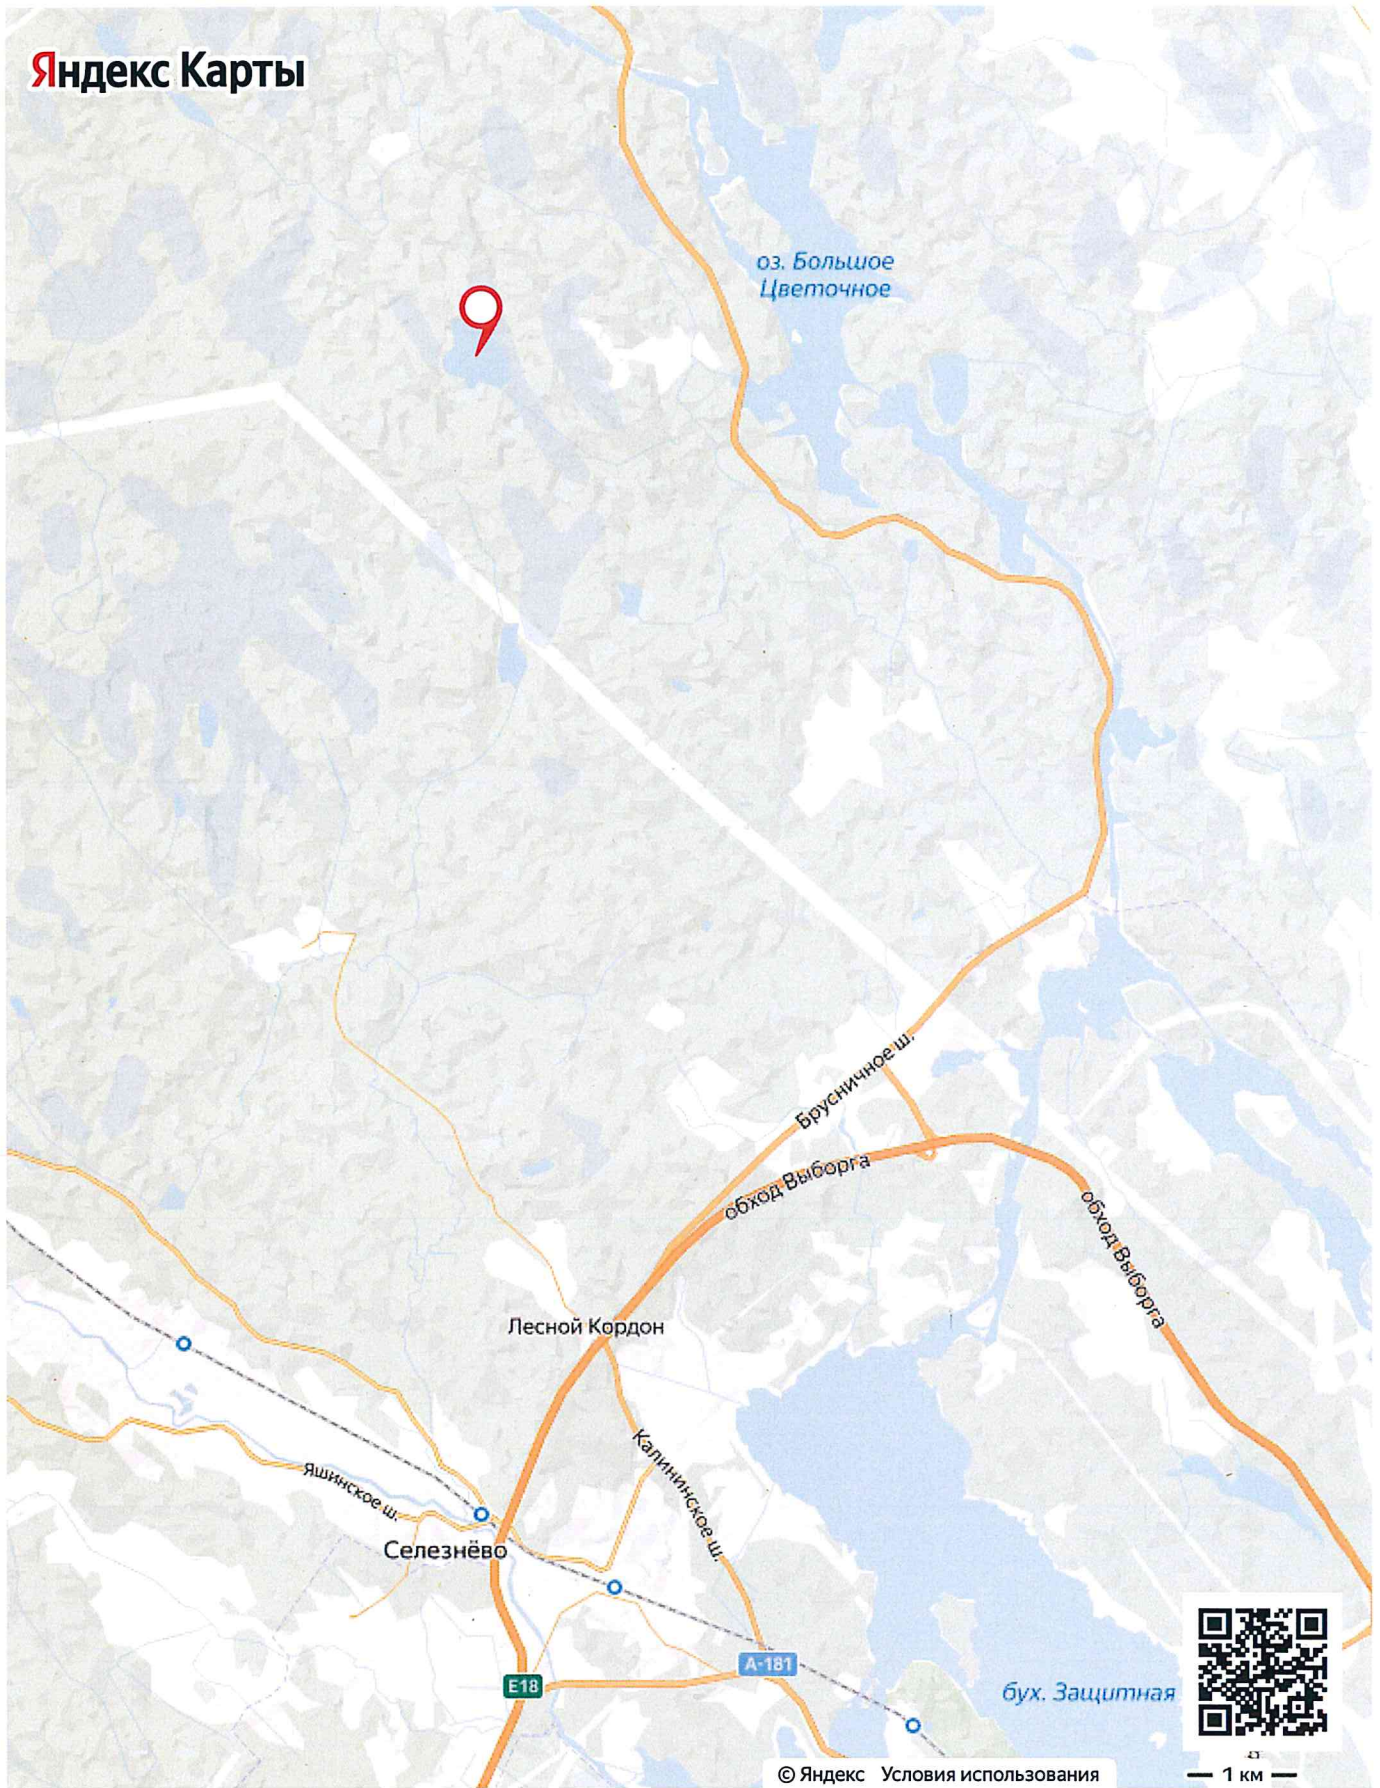 Яндекс Карты
оз. Большое
Цветочное
Брусничное ш.
обход Выборга
обход Выборга
Лесной Кордон
Калининское ш.
Яшинское ш.
Селезнёво
А-181
E18
бух. Защитная
© Яндекс Условия использования
1 км